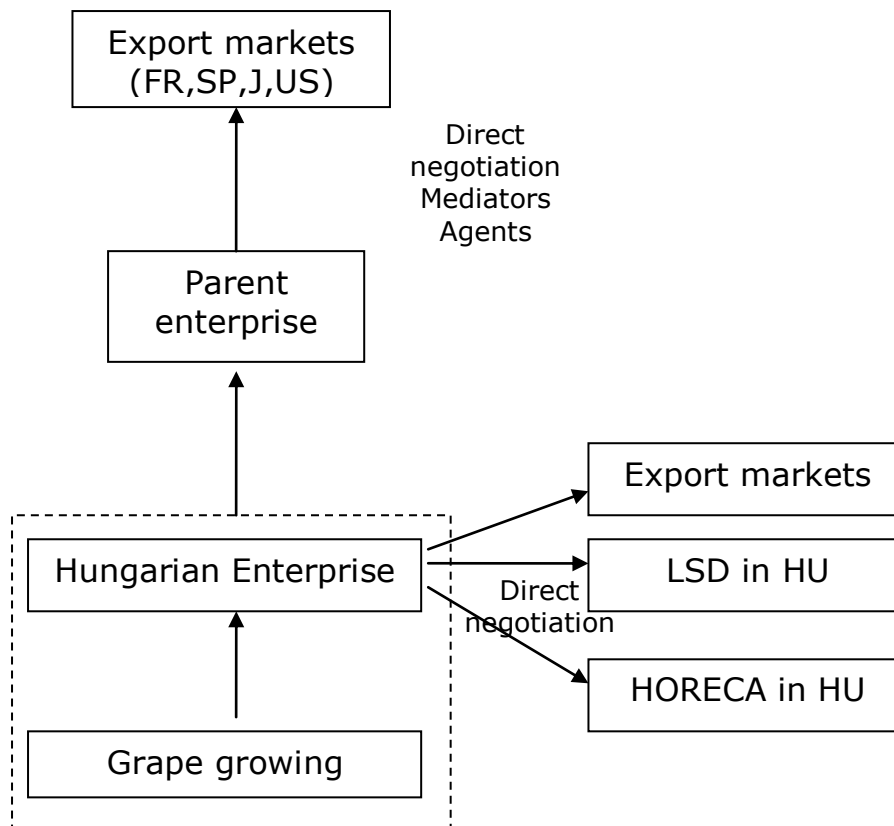 Export markets
(FR,SP,J,US)
Direct
negotiation
Mediators
Agents
Parent
enterprise
Export markets
Hungarian Enterprise
LSD in HU
Direct
negotiation
HORECA in HU
Grape growing